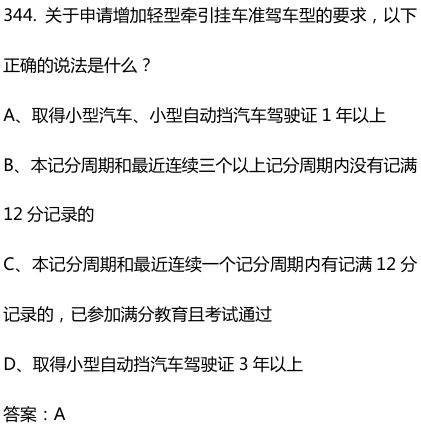 344. 关于申请增加轻型牵引挂车准驾车型的要求，以下
正确的说法是什么？
A、取得小型汽车、小型自动挡汽车驾驶证 1 年以上
B、本记分周期和最近连续三个以上记分周期内没有记满
12 分记录的
C、本记分周期和最近连续一个记分周期内有记满 12 分
记录的，已参加满分教育且考试通过
D、取得小型自动挡汽车驾驶证 3 年以上
答案：A